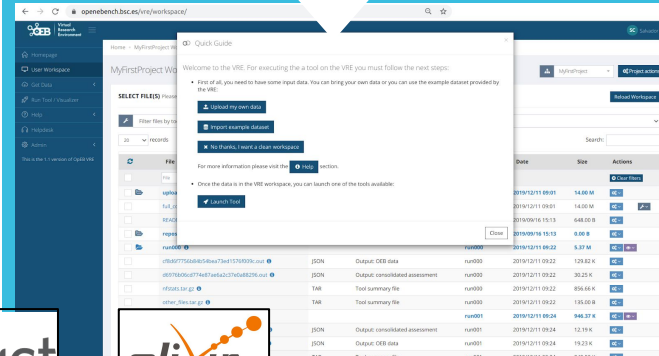 openebench.bsc.es/vre/workspace/
Virtual
Research
Environment
Salvador
Homepage
User Workspace
Get Data
Run Tool / Visualizer
Help
Helpdesk
Admin
This is the 1.1 version of OpEB VRE
Home - MyFirstProject
MyFirstProject Wo
SELECT FILE(S) Please
Filter files by to
20 records
File
File
uploa
READ
repos
run000
Quick Guide
Welcome to the VRE. For executing the a tool on the VRE you must follow the next steps:
First of all, you need to have some input data. You can bring your own data or you can use the example dataset provided by
the VRE:
Upload my own data
Import example dataset
No thanks, I want a clean workspace
For more information please visit the Help section.
Once the data is in the VRE workspace, you can launch one of the tools available:
Launch Tool
Close
MyFirstProject
Project actions
Reload Workspace
Search:
Date Size Actions
Clear filters
2019/12/11 09:01 14.00 M
2019/12/11 09:01 14.00 M
2019/09/16 15:13 648.00 B
2019/09/16 15:13 0.00 B
run000 2019/12/11 09:22 5.37 M
JSON Output: OEB data run000 2019/12/11 09:22 129.82 K
JSON Output: consolidated assessment run000 2019/12/11 09:22 30.25 K
nfstats.tar.gz TAR Tool summary file run000 2019/12/11 09:22 856.66 K
other_files.tar.gz TAR Tool summary file run000 2019/12/11 09:22 135.00 B
run001 2019/12/11 09:24 946.37 K
JSON Output: consolidated assessment run001 2019/12/11 09:24 12.19 K
JSON Output: OEB data run001 2019/12/11 09:24 19.23 K